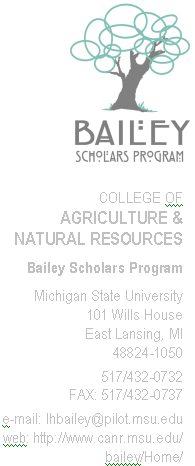 BAILEY
SCHOLARS PROGRAM
COLLEGE OF
AGRICULTURE &
NATURAL RESOURCES
Bailey Scholars Program
Michigan State University
101 Wills House
East Lansing, MI
48824-1050
517/432-0732
FAX: 517/432-0737
e-mail: lhbailey@pilot.msu.edu
web: http://www.canr.msu.edu/
bailey/Home/